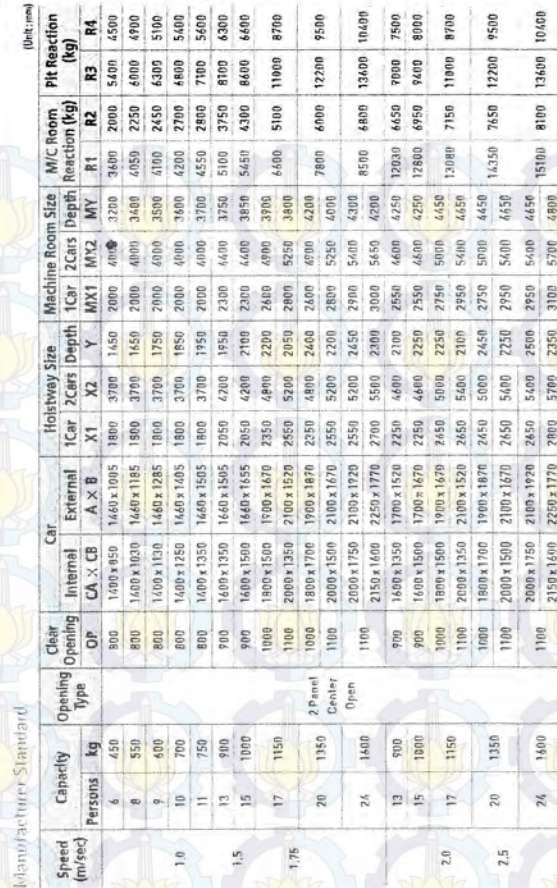 Manufacturer Standard
(Unit : mm)
Speed (m/sec) Capacity Opening Type Clear Opening Car Hoistway Size Machine Room Size M/C Room Reaction (kg) Pit Reaction (kg)
Internal External 1Car 2Cars Depth 1Car 2Cars Depth
Persons kg OP CA × CB A × B X1 X2 Y MX1 MX2 MY R1 R2 R3 R4
6 450 800 1400 x 850 1460 x 1005 1800 3700 1650 2000 3200 3600 2000 5400 4500
8 550 800 1400 x 1030 1460 x 1185 1800 3700 1650 2000 4000 3400 4050 2250 6000 4900
9 600 800 1400 x 1130 1460 x 1285 1800 3700 1750 2000 4000 3500 4100 2450 6300 5100
1.0 10 700 800 1400 x 1250 1460 x 1405 1800 3700 1850 2000 4000 3600 4200 2700 6800 5400
11 750 800 1400 x 1350 1460 x 1505 1800 3700 1950 2000 4000 3700 4550 2800 7100 5600
13 900 900 1600 x 1350 1660 x 1505 2050 4200 1950 2300 4400 3750 5100 3750 8100 6300
1.5 15 1000 900 1600 x 1500 1660 x 1655 2050 4200 2100 2300 4400 3850 5450 4300 8600 6600
17 1150 1000 1800 x 1500 1900 x 1670 2350 4800 2200 2600 4900 3900 6600 5100 11000 8700
1.75 1100 2000 x 1350 2100 x 1520 2550 5200 2050 2800 5250 3800
20 1350 2 Panel Center Open 1000 1800 x 1700 1900 x 1870 2350 4800 2400 2600 4900 4200 7800 6000 12200 9500
1100 2000 x 1500 2100 x 1670 2550 5200 2200 2800 5250 4000
24 1600 1100 2000 x 1750 2100 x 1920 2550 5200 2450 2900 5400 4300 8500 6800 13600 10400
2150 x 1600 2250 x 1770 2700 5500 2300 3000 5650 4200
13 900 900 1600 x 1350 1700 x 1520 2250 4600 2100 2550 4600 4250 12030 6650 9000 7500
15 1000 900 1600 x 1500 1700 x 1670 2250 4600 2250 2550 4600 4250 12800 6950 9400 8000
2.0 17 1150 1000 1800 x 1500 1900 x 1670 2450 5000 2250 2750 5000 4450 13080 7150 11000 8700
1100 2000 x 1350 2100 x 1520 2650 5400 2100 2950 5400 4450
2.5 20 1350 1000 1800 x 1700 1900 x 1870 2450 5000 2450 2750 5000 4450 14350 7650 12200 9500
1100 2000 x 1500 2100 x 1670 2650 5400 2250 2950 5400 4650
24 1600 1100 2000 x 1750 2100 x 1920 2650 5400 2500 2950 5400 4650 15100 8100 13600 10400
2150 x 1600 2250 x 1770 2800 5700 2350 3100 5700 4800